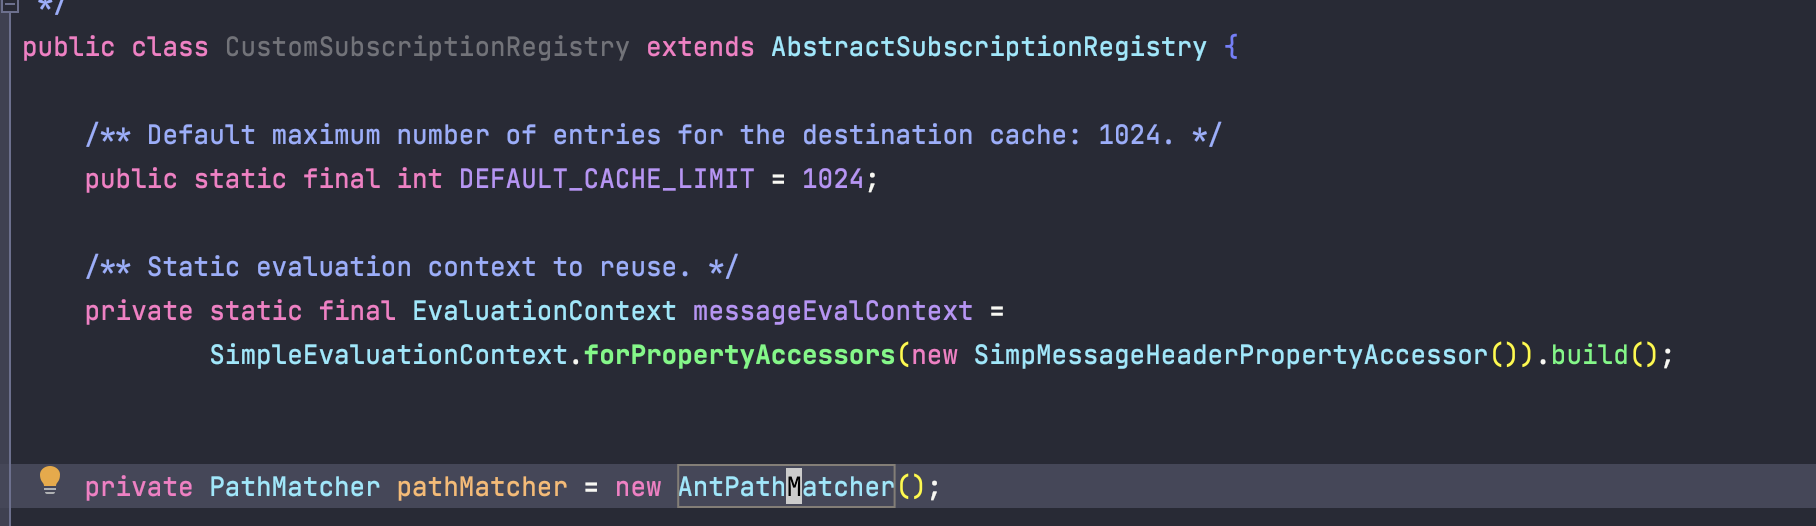 */
public class CustomSubscriptionRegistry extends AbstractSubscriptionRegistry {
/** Default maximum number of entries for the destination cache: 1024. */
public static final int DEFAULT_CACHE_LIMIT = 1024;
/** Static evaluation context to reuse. */
private static final EvaluationContext messageEvalContext =
SimpleEvaluationContext.forPropertyAccessors(new SimpMessageHeaderPropertyAccessor()).build();
private PathMatcher pathMatcher = new AntPathMatcher();